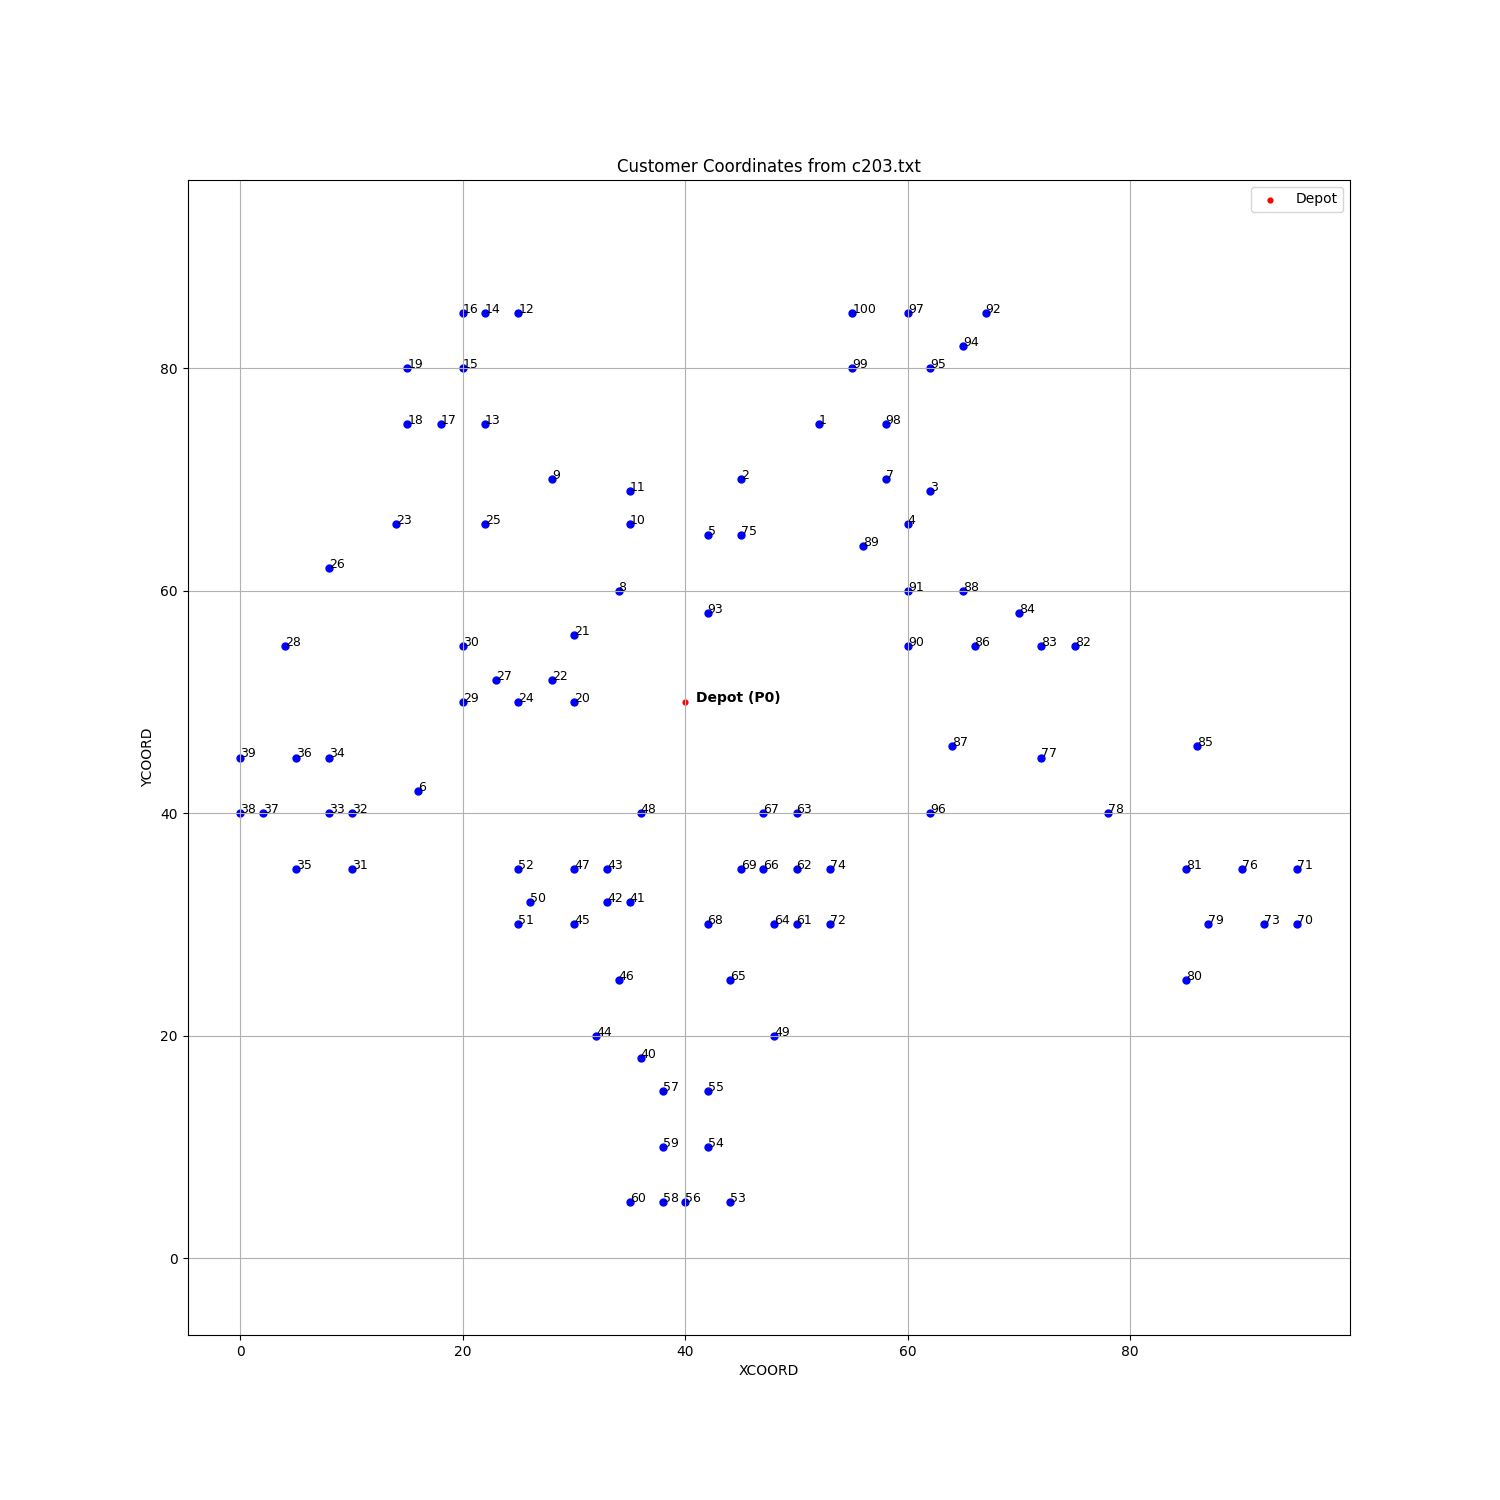 Customer Coordinates from c203.txt
Depot
16 14 12 100 97 92
94
80 19 15 99 95
18 17 13 1 98
9 2 7
11 3
23 25 10 4
5 75
89
26
60 8 91 88
93 84
21
28 30 90 86 83 82
27 22
29 24 20 Depot (P0)
87 85
39 36 34 77
6
40 38 37 33 32 48 67 63 96 78
35 31 52 47 43 69 66 62 74 81 76 71
50 42 41
51 45 68 64 61 72 79 73 70
46 65 80
20 44 49
40
57 55
59 54
60 58 56 53
0
0 20 40 60 80
XCOORD
YCOORD